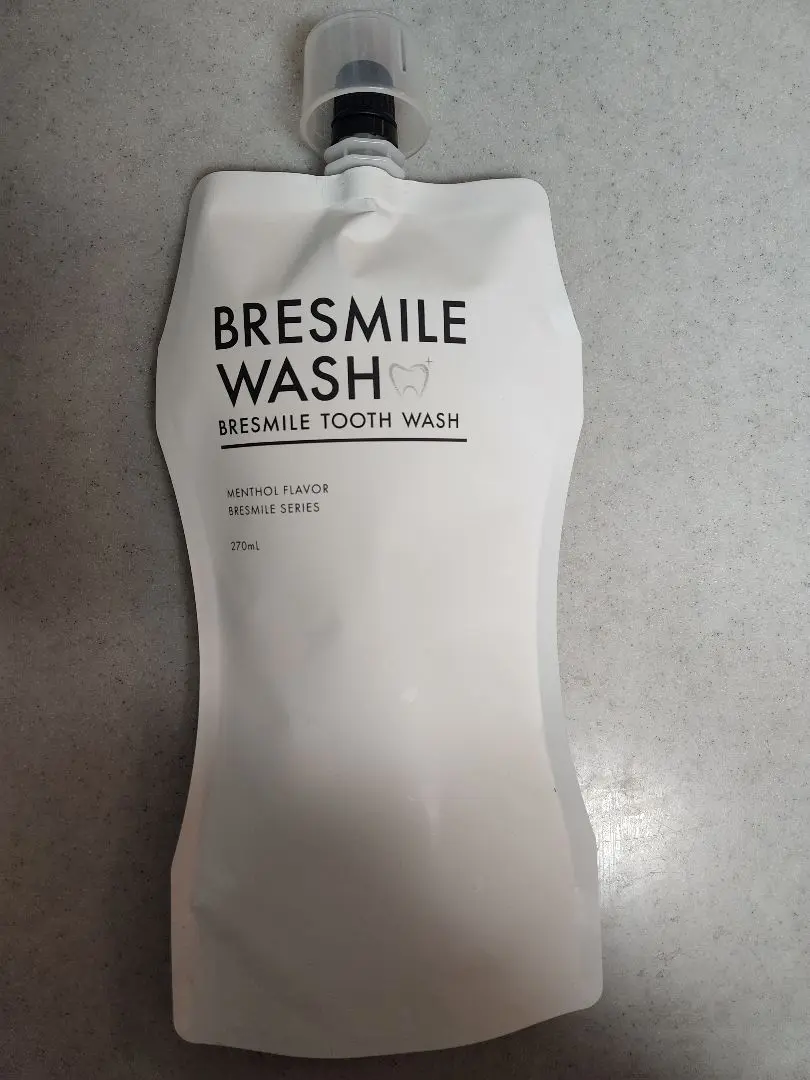 BRESMILE
WASH
BRESMILE TOOTH WASH
MENTHOL FLAVOR
BRESMILE SERIES
270mL